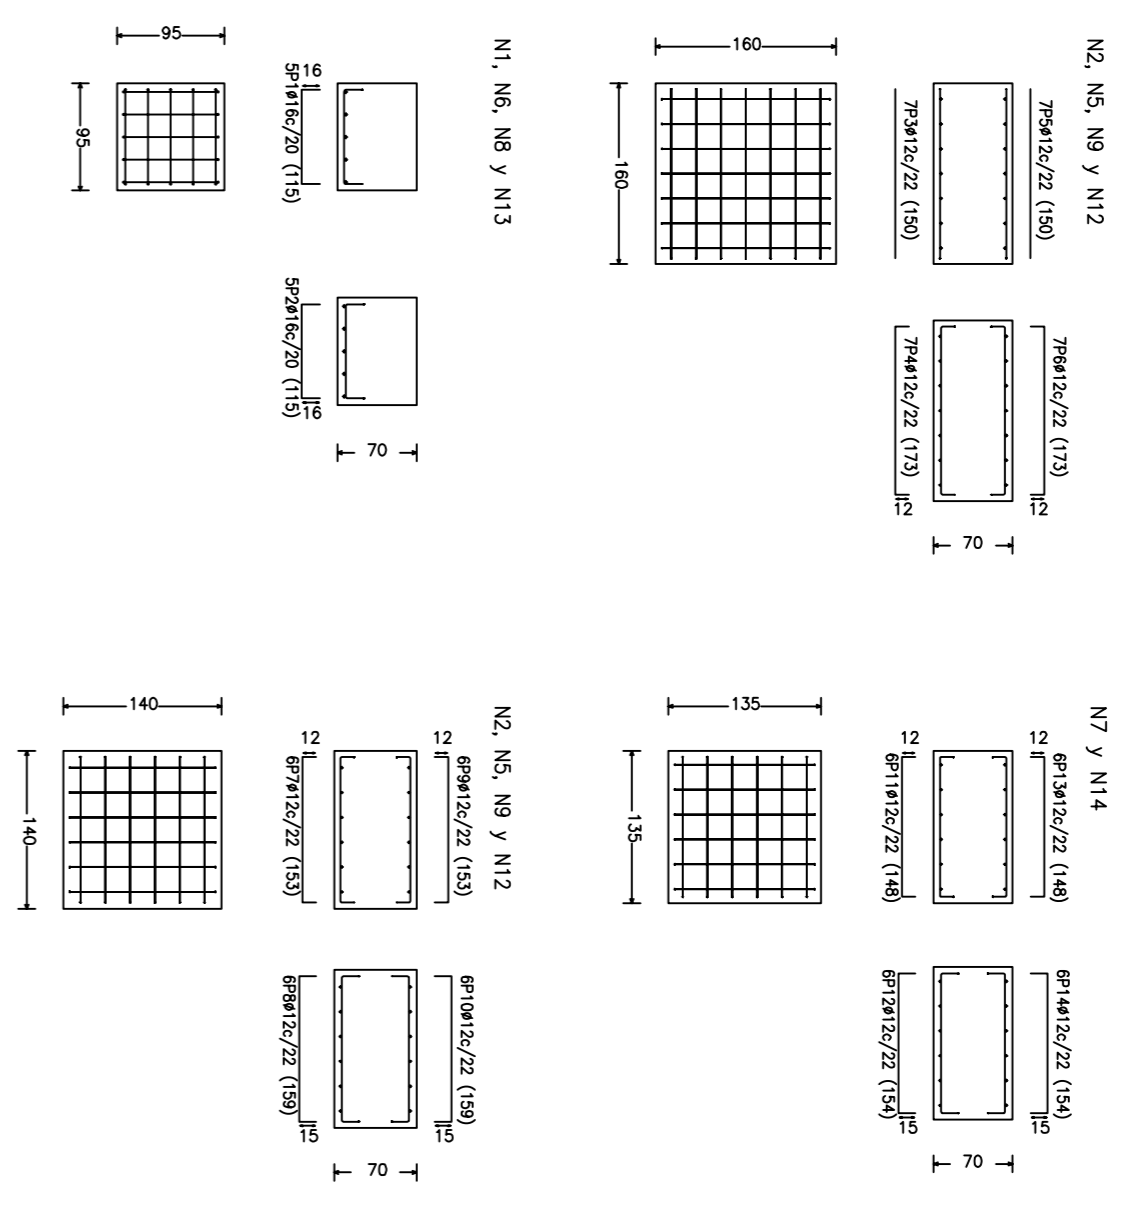 95
95
16
5P1ø16c/20 (115)
N1, N6, N8 y N13
5P2ø16c/20 (115)
16
70
160
160
7P3ø12c/22 (150)
7P5ø12c/22 (150)
N2, N5, N9 y N12
7P4ø12c/22 (173)
7P6ø12c/22 (173)
12
12
70
140
140
12
12
6P7ø12c/22 (153)
6P9ø12c/22 (153)
N2, N5, N9 y N12
6P8ø12c/22 (159)
6P10ø12c/22 (159)
15
15
70
135
135
12
12
6P11ø12c/22 (148)
6P13ø12c/22 (148)
N7 y N14
6P12ø12c/22 (154)
6P14ø12c/22 (154)
15
15
70